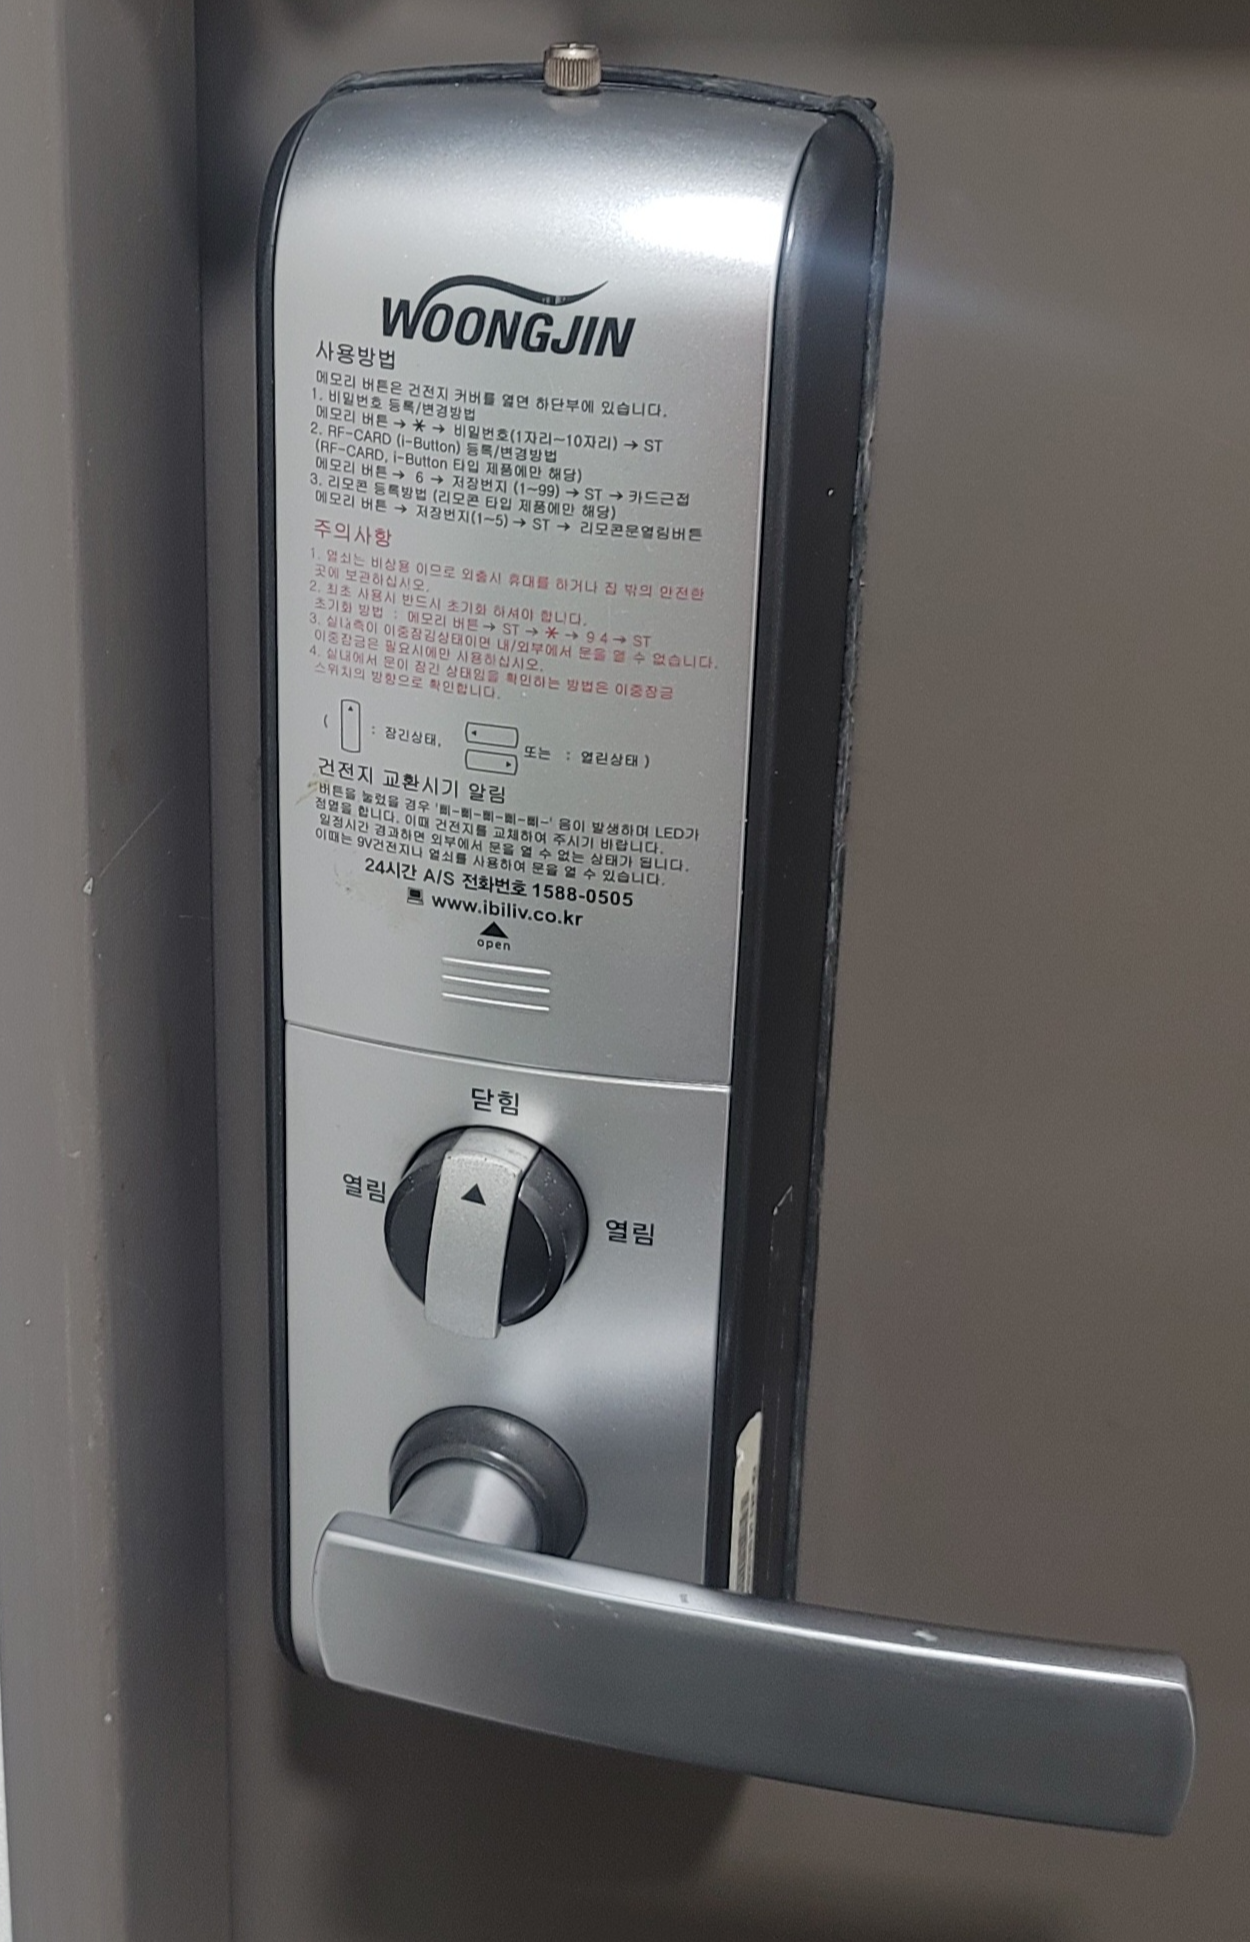 WOONGJIN
사용방법
메모리 버튼은 건전지 커버를 열면 하단부에 있습니다.
1. 비밀번호 등록/변경방법
메모리 버튼 → * → 비밀번호(1자리~10자리) → ST
2. RF-CARD (i-Button) 등록/변경방법
(RF-CARD, i-Button 타입 제품에만 해당)
메모리 버튼 → 6 → 저장번지 (1~99) → ST → 카드근접
3. 리모콘 등록방법 (리모콘 타입 제품에만 해당)
메모리 버튼 → 저장번지(1~5) → ST → 리모콘문열림버튼
주의사항
1. 열쇠는 비상용 이므로 외출시 휴대를 하거나 집 밖의 안전한
곳에 보관하십시오.
2. 최초 사용시 반드시 초기화 하셔야 합니다.
초기화 방법 : 메모리 버튼 → ST → * → 9 4 → ST
3. 실내측이 이중잠김상태이면 내/외부에서 문을 열 수 없습니다.
이중잠금은 필요시에만 사용하십시오.
4. 실내에서 문이 잠긴 상태임을 확인하는 방법은 이중잠금
스위치의 방향으로 확인합니다.
( : 잠긴상태, 또는 : 열린상태 )
건전지 교환시기 알림
버튼을 눌렀을 경우 '삐-삐-삐-삐-삐-' 음이 발생하며 LED가
점멸을 합니다. 이때 건전지를 교체하여 주시기 바랍니다.
일정시간 경과하면 외부에서 문을 열 수 없는 상태가 됩니다.
이때는 9V건전지나 열쇠를 사용하여 문을 열 수 있습니다.
24시간 A/S 전화번호 1588-0505
www.ibiliv.co.kr
open
닫힘
열림
열림